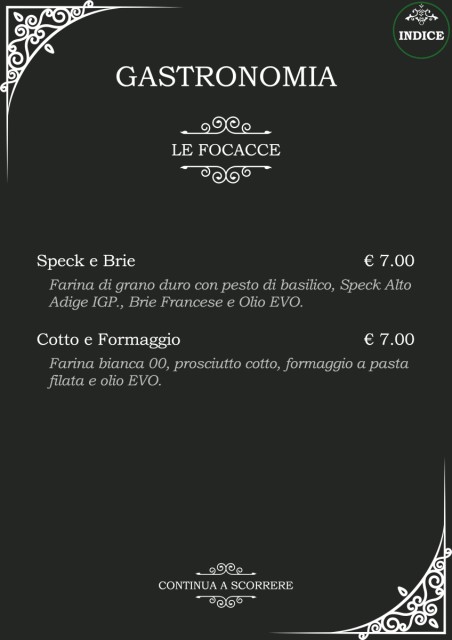 INDICE
GASTRONOMIA
LE FOCACCE
Speck e Brie € 7.00
Farina di grano duro con pesto di basilico, Speck Alto
Adige IGP., Brie Francese e Olio EVO.
Cotto e Formaggio € 7.00
Farina bianca 00, prosciutto cotto, formaggio a pasta
filata e olio EVO.
CONTINUA A SCORRERE